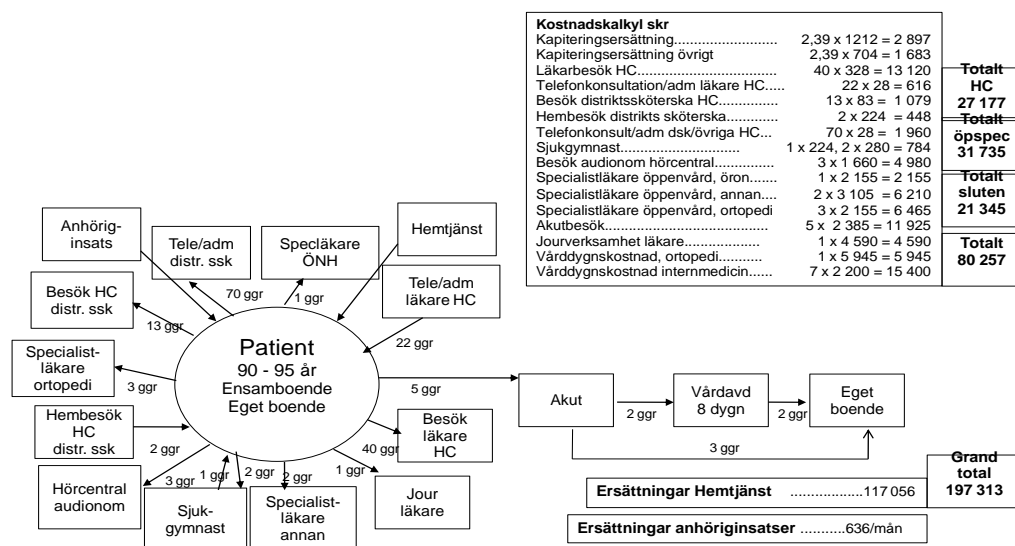 Kostnadskalkyl skr
Kapiteringsersättning........................... 2,39 x 1212 = 2 897
Kapiteringsersättning övrigt 2,39 x 704 = 1 683
Läkarbesök HC................................... 40 x 328 = 13 120
Telefonkonsultation/adm läkare HC..... 22 x 28 = 616
Besök distriktssköterska HC............... 13 x 83 = 1 079
Hembesök distrikts sköterska............. 2 x 224 = 448
Telefonkonsult/adm dsk/övriga HC... 70 x 28 = 1 960
Sjukgymnast.............................. 1 x 224, 2 x 280 = 784
Besök audionom hörcentral............... 3 x 1 660 = 4 980
Specialistläkare öppenvård, öron....... 1 x 2 155 = 2 155
Specialistläkare öppenvård, annan.... 2 x 3 105 = 6 210
Specialistläkare öppenvård, ortopedi 3 x 2 155 = 6 465
Akutbesök......................................... 5 x 2 385 = 11 925
Jourverksamhet läkare.................... 1 x 4 590 = 4 590
Vårddygnskostnad, ortopedi............ 1 x 5 945 = 5 945
Vårddygnskostnad internmedicin...... 7 x 2 200 = 15 400
Totalt
HC
27 177
Totalt
öpspec
31 735
Totalt
sluten
21 345
Totalt
80 257
Anhörig-
insats
Tele/adm
distr. ssk
Specläkare
ÖNH
Hemtjänst
Tele/adm
läkare HC
Besök HC
distr. ssk
70 ggr
1 ggr
13 ggr
22 ggr
Specialist-
läkare
ortopedi
3 ggr
Patient
90 - 95 år
Ensamboende
Eget boende
5 ggr
Akut
2 ggr
Vårdavd
8 dygn
2 ggr
Eget
boende
3 ggr
Hembesök
HC
distr. ssk
2 ggr
Besök
läkare
HC
40 ggr
Hörcentral
audionom
3 ggr
1 ggr
2 ggr
2 ggr
1 ggr
Sjuk-
gymnast
Specialist-
läkare
annan
Jour
läkare
Ersättningar Hemtjänst ..................117 056
Grand
total
197 313
Ersättningar anhöriginsatser ...........636/mån